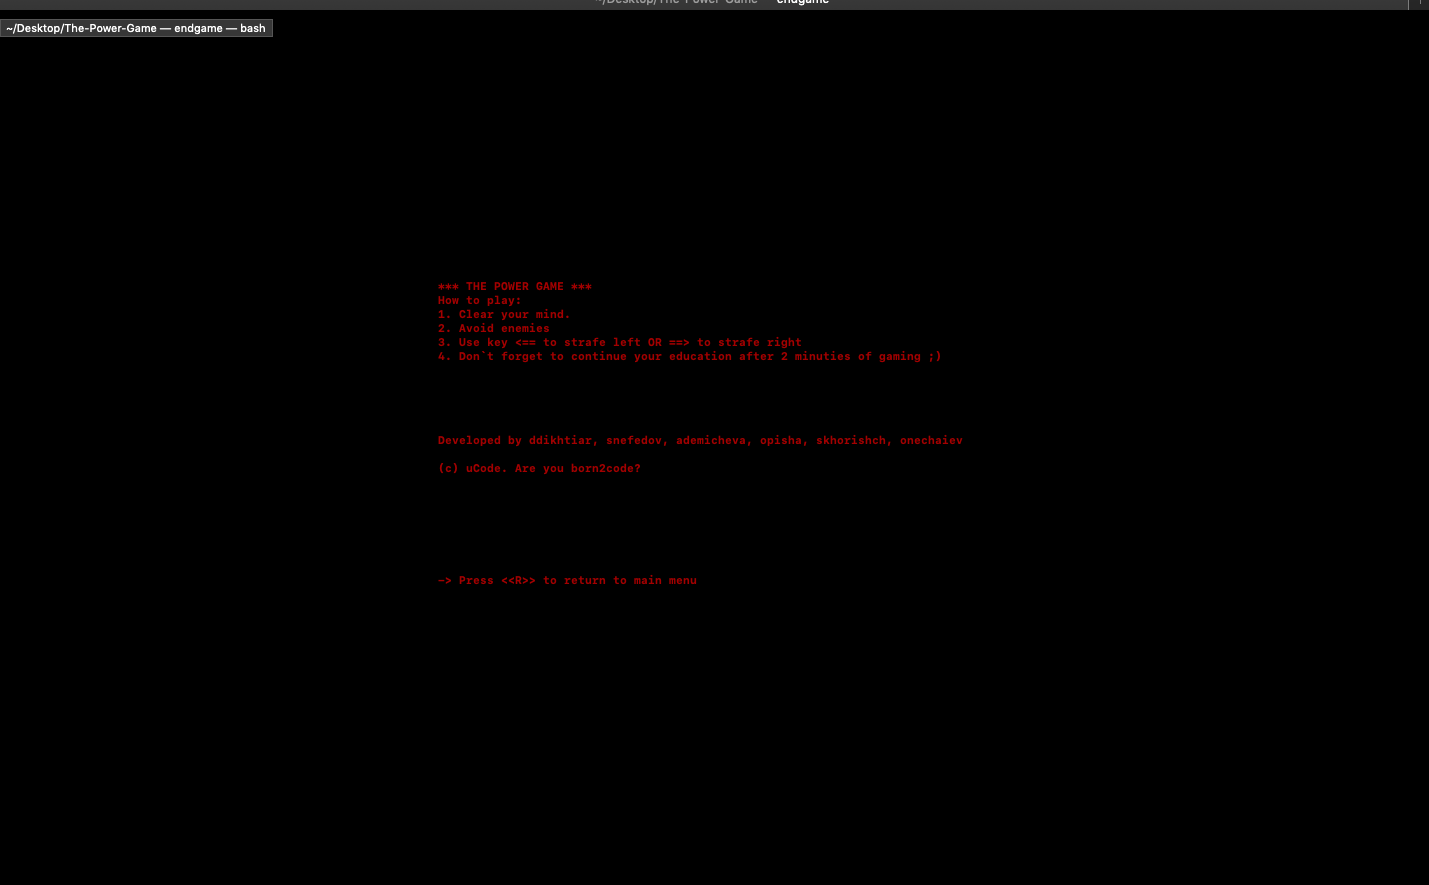 ~/Desktop/The-Power-Game — endgame
~/Desktop/The-Power-Game — endgame — bash
*** THE POWER GAME ***
How to play:
1. Clear your mind.
2. Avoid enemies
3. Use key <== to strafe left OR ==> to strafe right
4. Don`t forget to continue your education after 2 minuties of gaming ;)
Developed by ddikhtiar, snefedov, ademicheva, opisha, skhorishch, onechaiev
(c) uCode. Are you born2code?
-> Press <<R>> to return to main menu